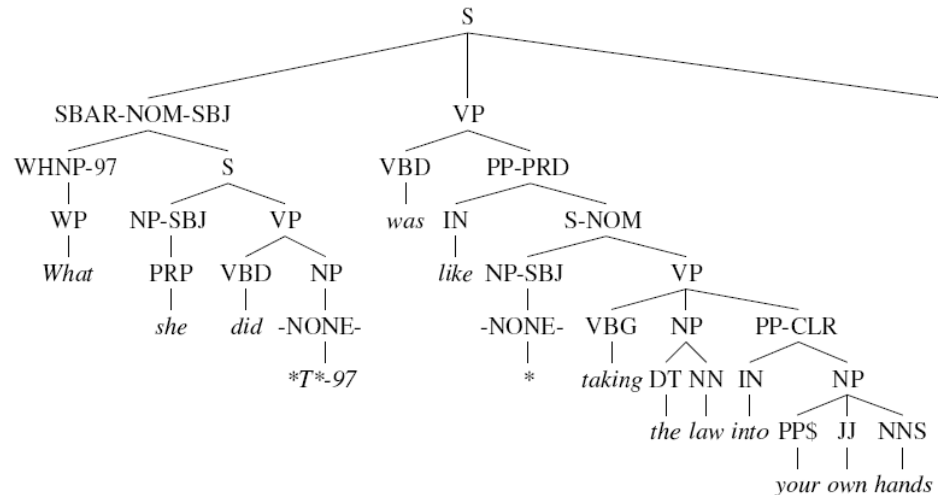 S
SBAR-NOM-SBJ VP
WHNP-97 S VBD PP-PRD
WP NP-SBJ VP was IN S-NOM
What PRP VBD NP like NP-SBJ VP
she did -NONE- -NONE- VBG NP PP-CLR
*T*-97 * taking DT NN IN NP
the law into PP$ JJ NNS
your own hands